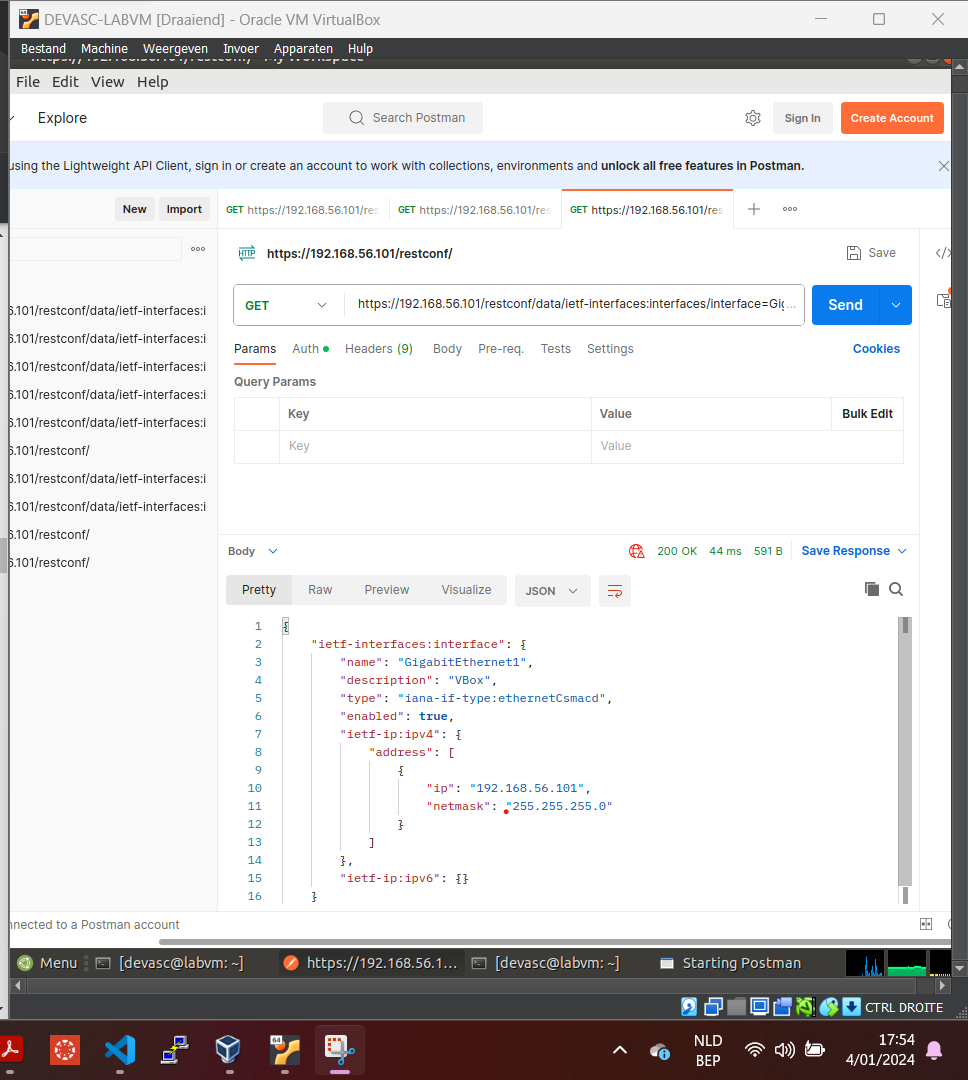 DEVASC-LABVM [Draaiend] - Oracle VM VirtualBox
Bestand Machine Weergeven Invoer Apparaten Hulp
File Edit View Help
Explore
Search Postman
Sign In
Create Account
using the Lightweight API Client, sign in or create an account to work with collections, environments and unlock all free features in Postman.
New Import
GET https://192.168.56.101/res
GET https://192.168.56.101/res
GET https://192.168.56.101/res
HTTP https://192.168.56.101/restconf/
Save
6.101/restconf/data/ietf-interfaces:i
6.101/restconf/data/ietf-interfaces:i
6.101/restconf/data/ietf-interfaces:i
6.101/restconf/data/ietf-interfaces:i
6.101/restconf/data/ietf-interfaces:i
6.101/restconf/
6.101/restconf/data/ietf-interfaces:i
6.101/restconf/data/ietf-interfaces:i
6.101/restconf/
6.101/restconf/
GET https://192.168.56.101/restconf/data/ietf-interfaces:interfaces/interface=Gig...
Send
Params Auth Headers (9) Body Pre-req. Tests Settings
Cookies
Query Params
Key Value Bulk Edit
Key Value
Body
200 OK 44 ms 591 B Save Response
Pretty Raw Preview Visualize JSON
1 {
2 "ietf-interfaces:interface": {
3 "name": "GigabitEthernet1",
4 "description": "VBox",
5 "type": "iana-if-type:ethernetCsmacd",
6 "enabled": true,
7 "ietf-ip:ipv4": {
8 "address": [
9 {
10 "ip": "192.168.56.101",
11 "netmask": "255.255.255.0"
12 }
13 ]
14 },
15 "ietf-ip:ipv6": {}
16 }
nnected to a Postman account
Menu [devasc@labvm: ~] https://192.168.56.1... [devasc@labvm: ~] Starting Postman
CTRL DROITE
64
NLD
BEP
17:54
4/01/2024